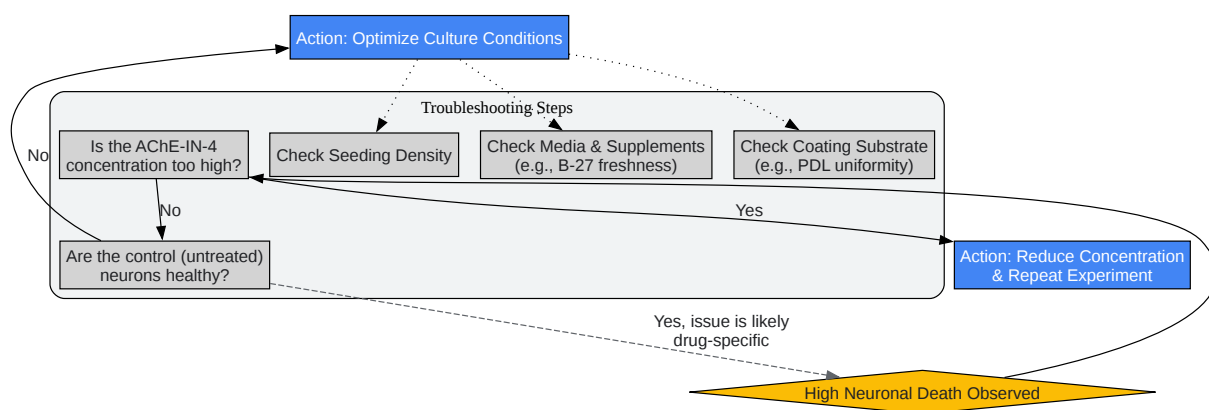 Action: Optimize Culture Conditions
Troubleshooting Steps
Is the AChE-IN-4
concentration too high?
Check Seeding Density
Check Media & Supplements
(e.g., B-27 freshness)
Check Coating Substrate
(e.g., PDL uniformity)
No
No
Yes
Are the control (untreated)
neurons healthy?
Action: Reduce Concentration
& Repeat Experiment
Yes, issue is likely
drug-specific
High Neuronal Death Observed